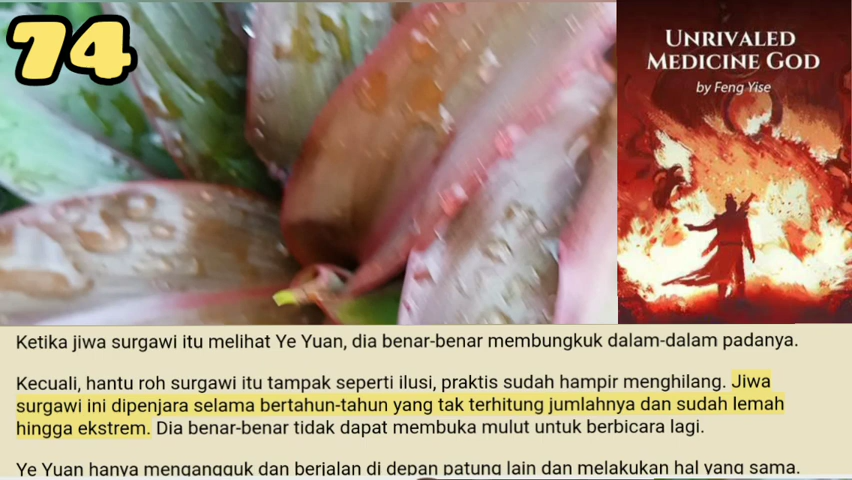 74
UNRIVALED
MEDICINE GOD
by Feng Yise
Ketika jiwa surgawi itu melihat Ye Yuan, dia benar-benar membungkuk dalam-dalam padanya.
Kecuali, hantu roh surgawi itu tampak seperti ilusi, praktis sudah hampir menghilang. Jiwa
surgawi ini dipenjara selama bertahun-tahun yang tak terhitung jumlahnya dan sudah lemah
hingga ekstrem. Dia benar-benar tidak dapat membuka mulut untuk berbicara lagi.
Ye Yuan hanya mengangguk dan berjalan di depan patung lain dan melakukan hal yang sama.